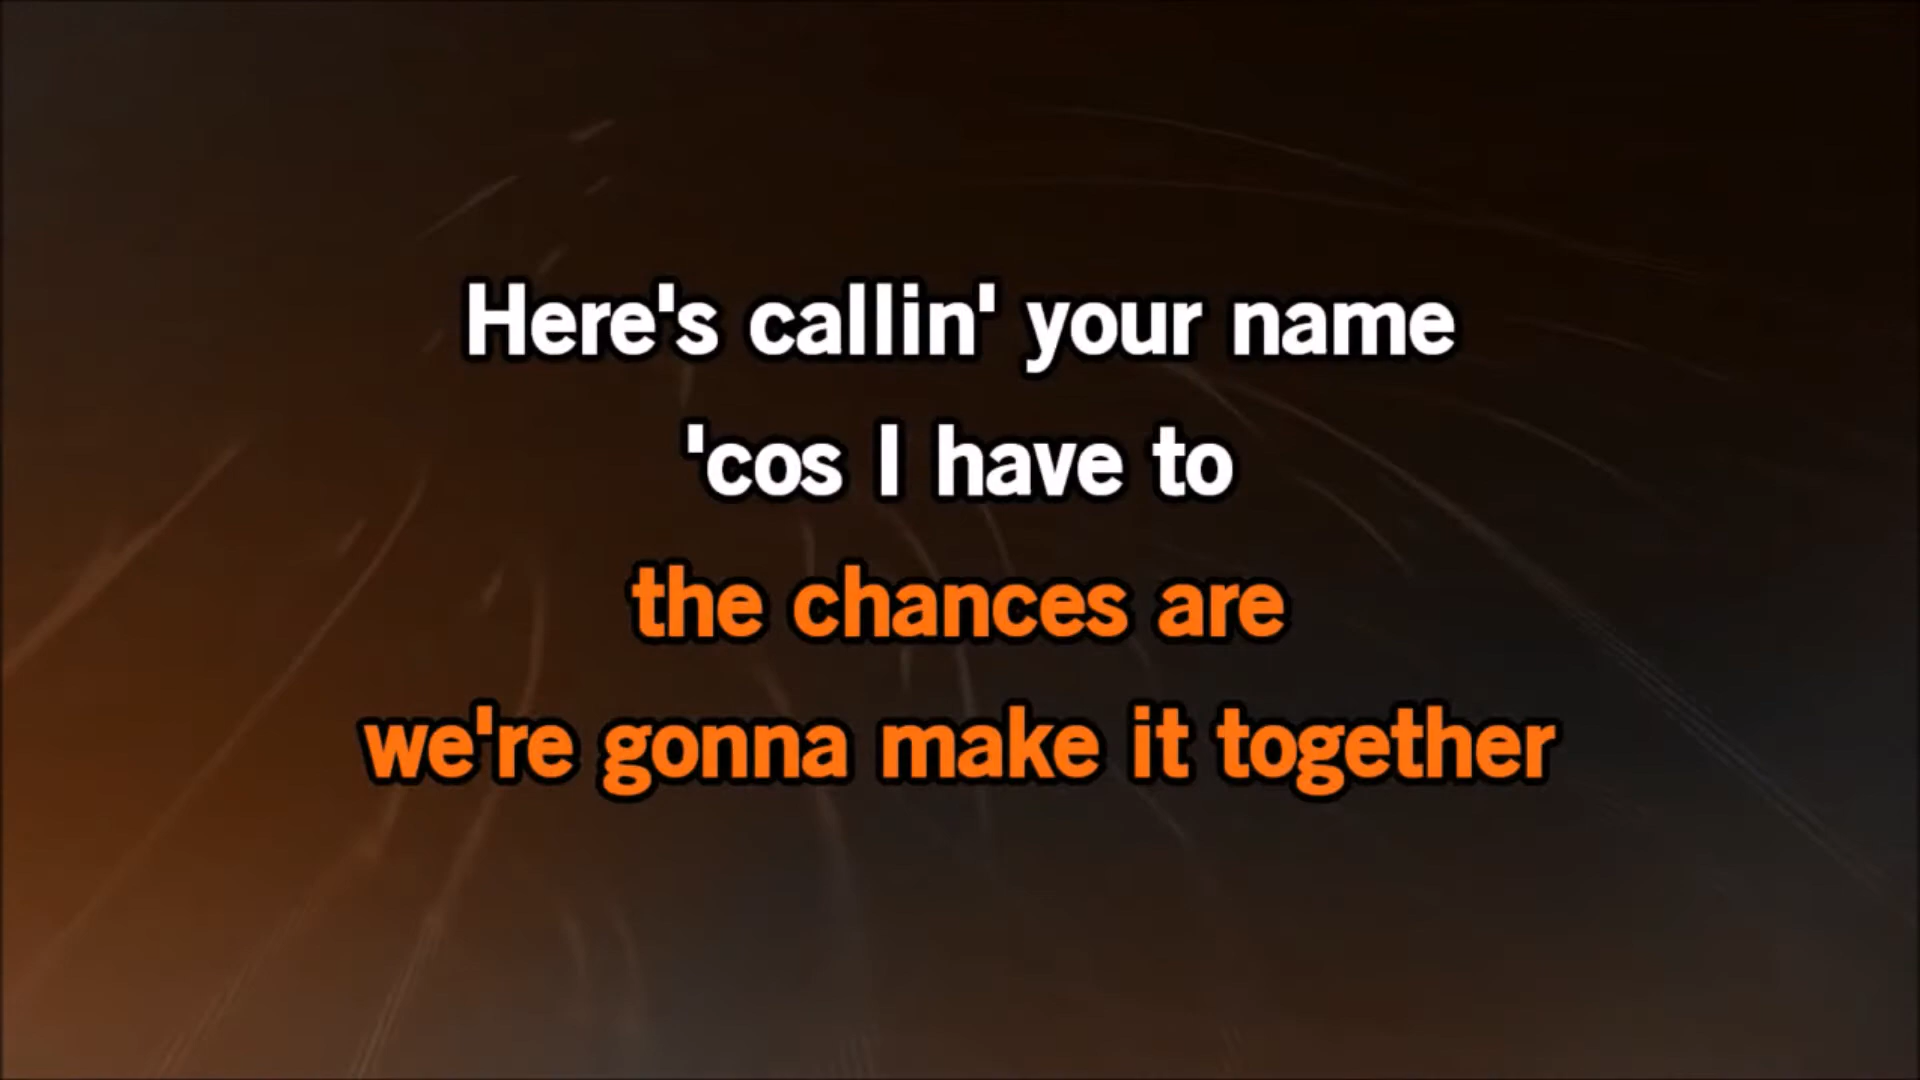 Here's callin' your name
'cos I have to
the chances are
we're gonna make it together